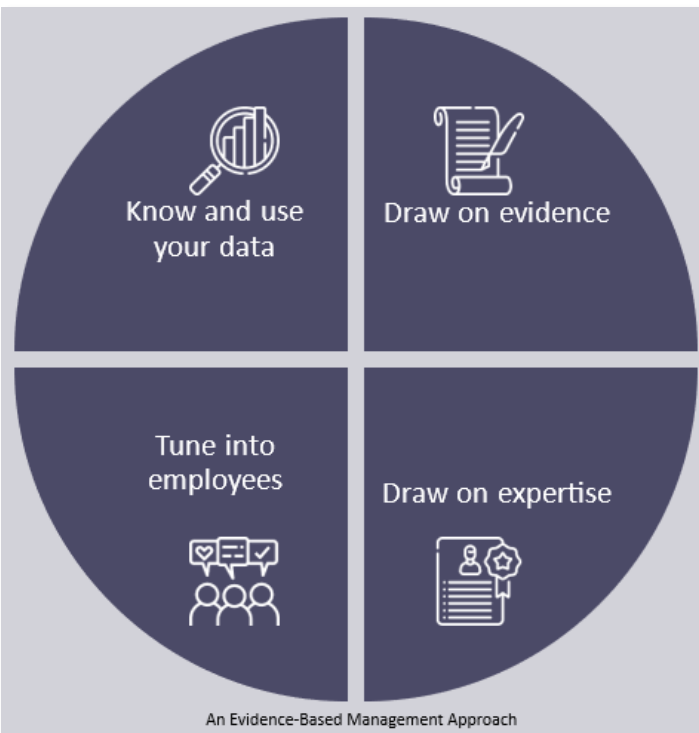 Know and use
your data
Draw on evidence
Tune into
employees
Draw on expertise
An Evidence-Based Management Approach